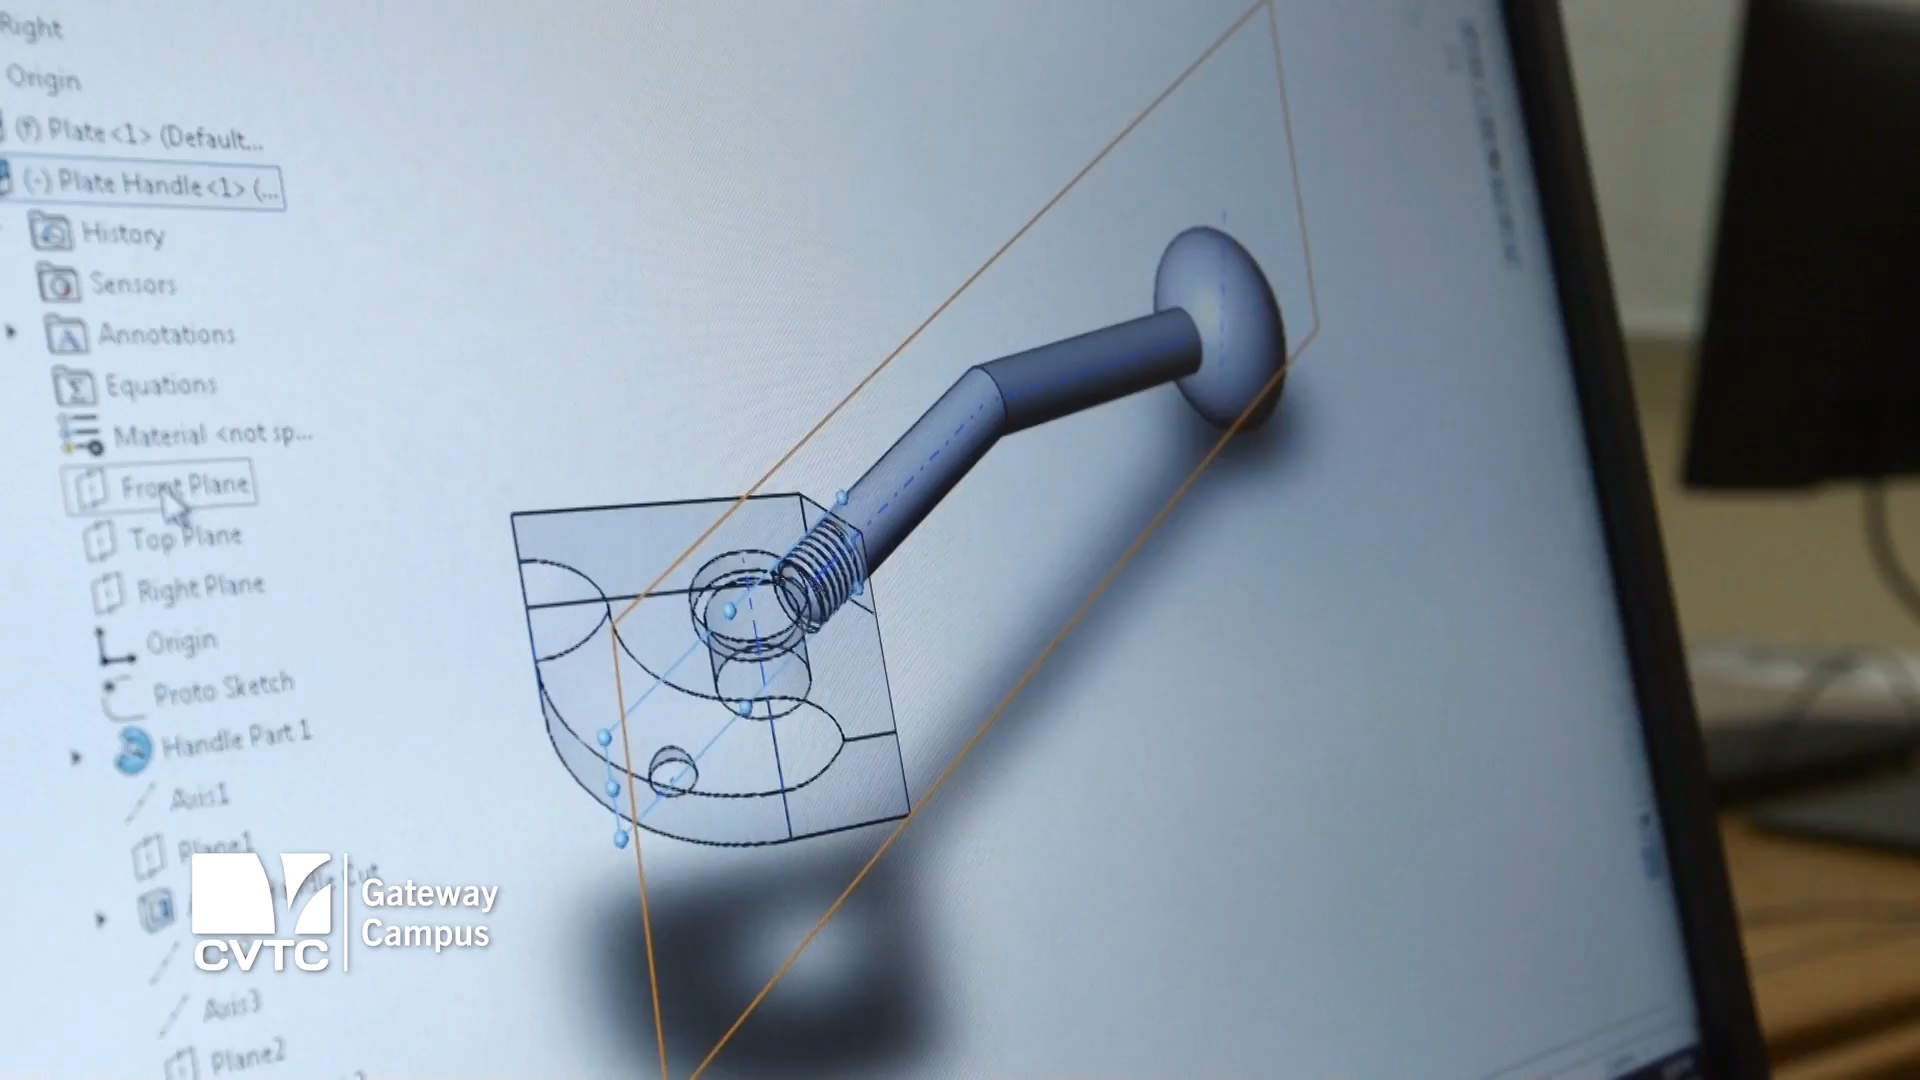 Right
Origin
(f) Plate<1> (Default...
(-) Plate Handle<1> (...
History
Sensors
Annotations
Equations
Material <not sp...
Front Plane
Top Plane
Right Plane
Origin
Proto Sketch
Handle Part 1
Axis1
Plane1
Cut
CVTC
Gateway
Campus
Axis3
Plane2